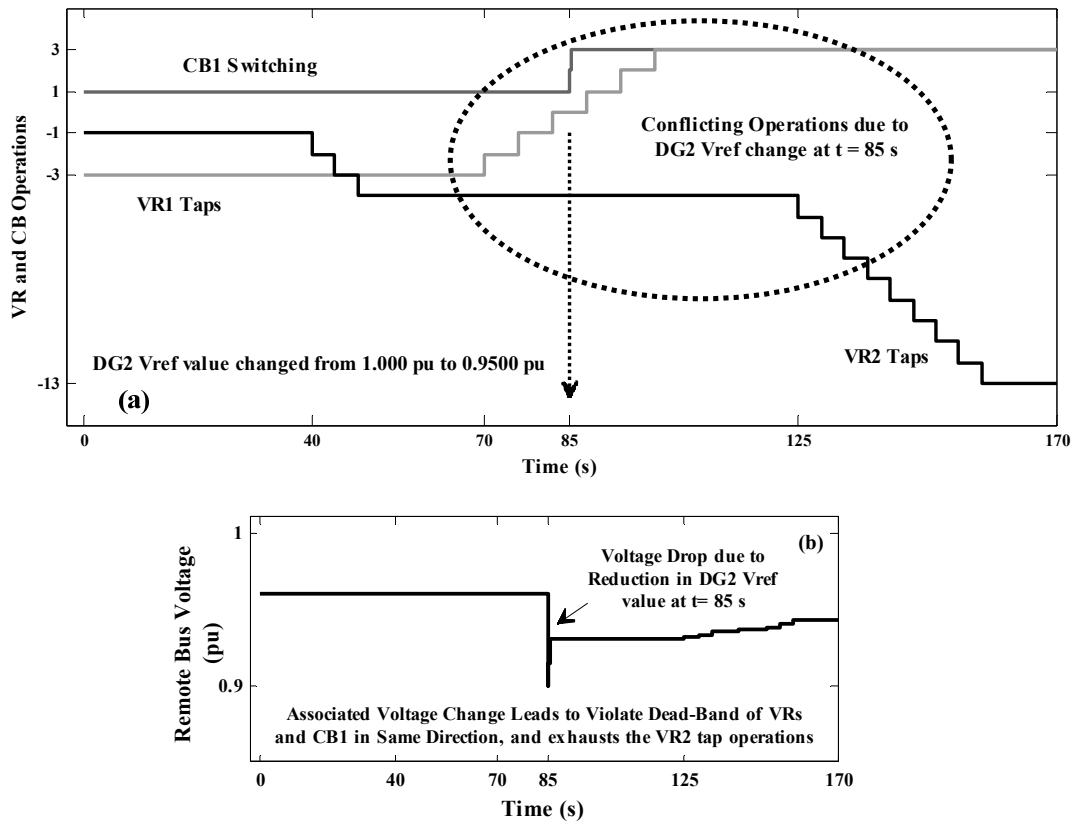 3
1
-1
-3
-13
VR and CB Operations
CB1 Switching
VR1 Taps
Conflicting Operations due to
DG2 Vref change at t = 85 s
DG2 Vref value changed from 1.000 pu to 0.9500 pu
VR2 Taps
(a)
0
40
70
85
125
170
Time (s)
1
0.9
Remote Bus Voltage
(pu)
(b)
Voltage Drop due to
Reduction in DG2 Vref
value at t= 85 s
Associated Voltage Change Leads to Violate Dead-Band of VRs
and CB1 in Same Direction, and exhausts the VR2 tap operations
0
40
70
85
125
170
Time (s)